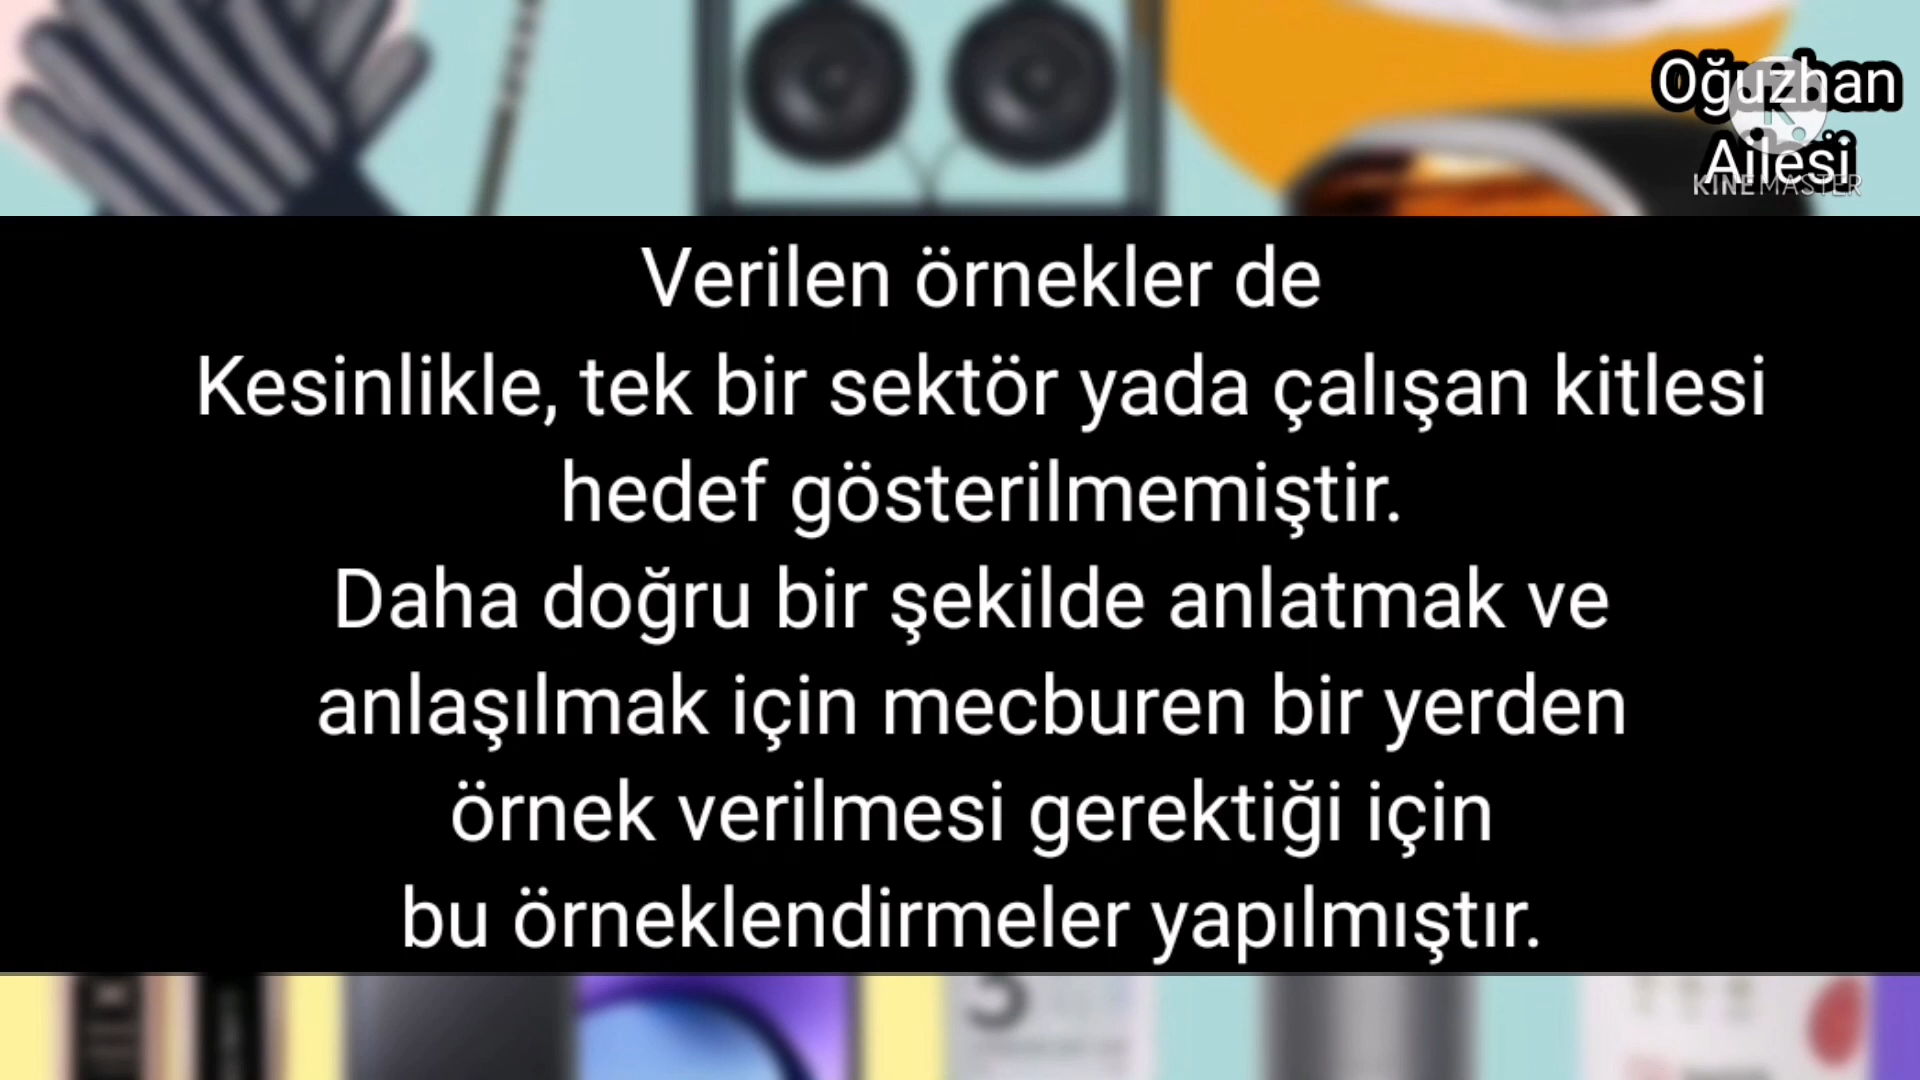 Oğuzhan
Ailesi
KINEMASTER
Verilen örnekler de
Kesinlikle, tek bir sektör yada çalışan kitlesi
hedef gösterilmemiştir.
Daha doğru bir şekilde anlatmak ve
anlaşılmak için mecburen bir yerden
örnek verilmesi gerektiği için
bu örneklendirmeler yapılmıştır.